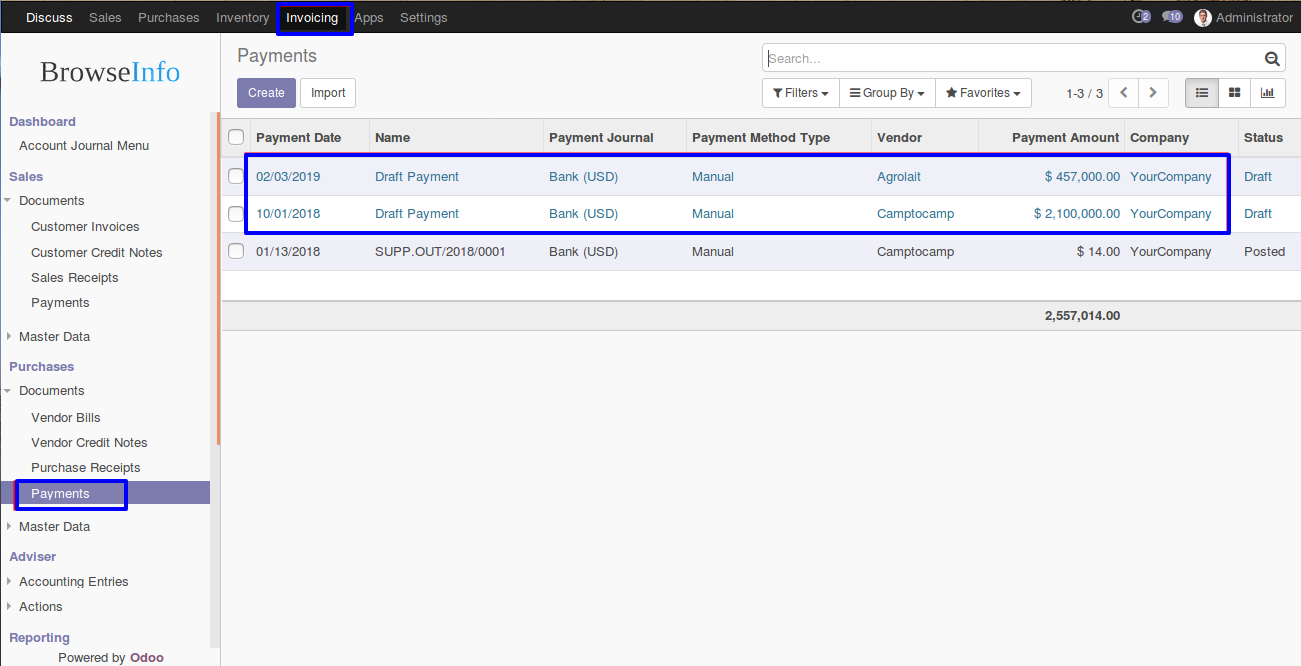 Discuss Sales Purchases Inventory Invoicing Apps Settings 2 10 Administrator
BrowseInfo
Dashboard
Account Journal Menu
Sales
Documents
Customer Invoices
Customer Credit Notes
Sales Receipts
Payments
Master Data
Purchases
Documents
Vendor Bills
Vendor Credit Notes
Purchase Receipts
Payments
Master Data
Adviser
Accounting Entries
Actions
Reporting
Powered by Odoo
Payments
Search...
Create Import
Filters Group By Favorites 1-3 / 3
Payment Date Name Payment Journal Payment Method Type Vendor Payment Amount Company Status
02/03/2019 Draft Payment Bank (USD) Manual Agrolait $ 457,000.00 YourCompany Draft
10/01/2018 Draft Payment Bank (USD) Manual Camptocamp $ 2,100,000.00 YourCompany Draft
01/13/2018 SUPP.OUT/2018/0001 Bank (USD) Manual Camptocamp $ 14.00 YourCompany Posted
2,557,014.00